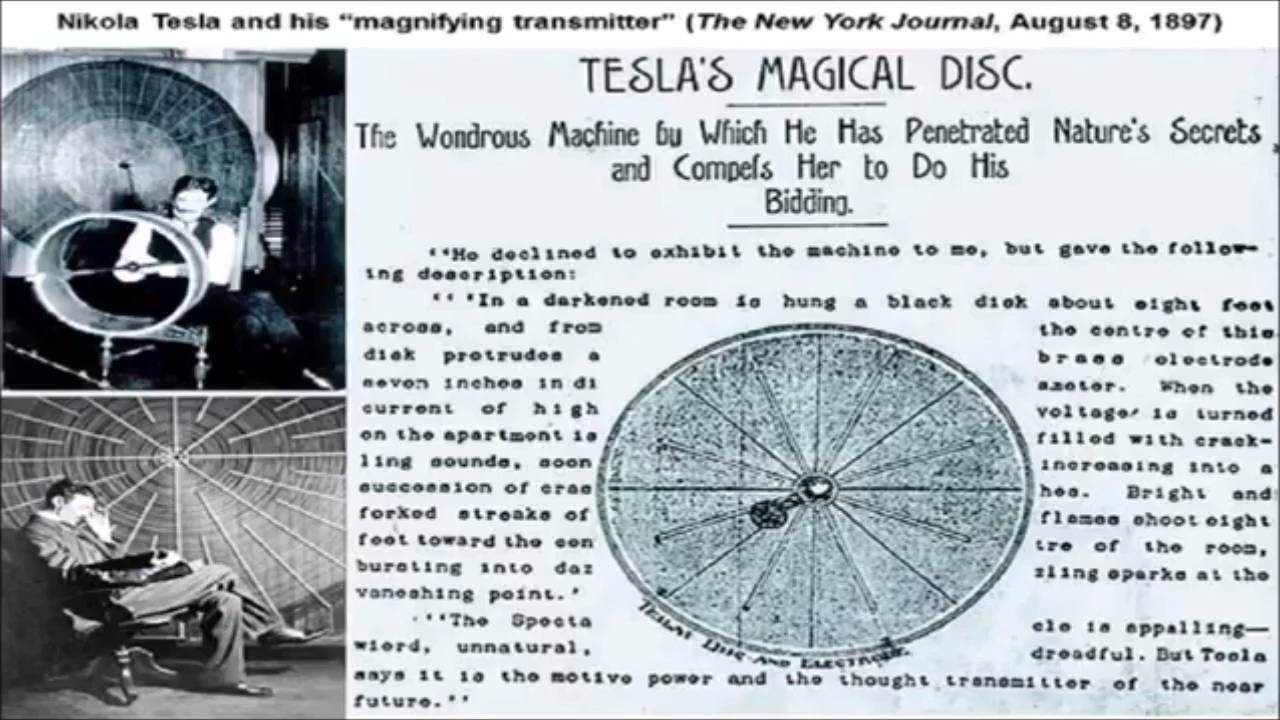 Nikola Tesla and his “magnifying transmitter” (The New York Journal, August 8, 1897)
TESLA'S MAGICAL DISC.
The Wondrous Machine by Which He Has Penetrated Nature's Secrets
and Compels Her to Do His
Bidding.
“He declined to exhibit the machine to me, but gave the follow-
ing description:
“ ‘In a darkened room is hung a black disk about eight feet
across, and from the centre of this
disk protrudes a brass electrode
seven inches in di ameter. When the
current of high voltage is turned
on the apartment is filled with crack-
ling sounds, soon increasing into a
succession of cras hes. Bright and
forked streaks of flames shoot eight
feet toward the cen tre of the room,
bursting into daz zling sparks at the
vanashing point.’
“The Specta cle is appalling—
wierd, unnatural, dreadful. But Tesla
says it is the motive power and the thought transmitter of the near
future.”
TESLA'S DISC AND ELECTRODE